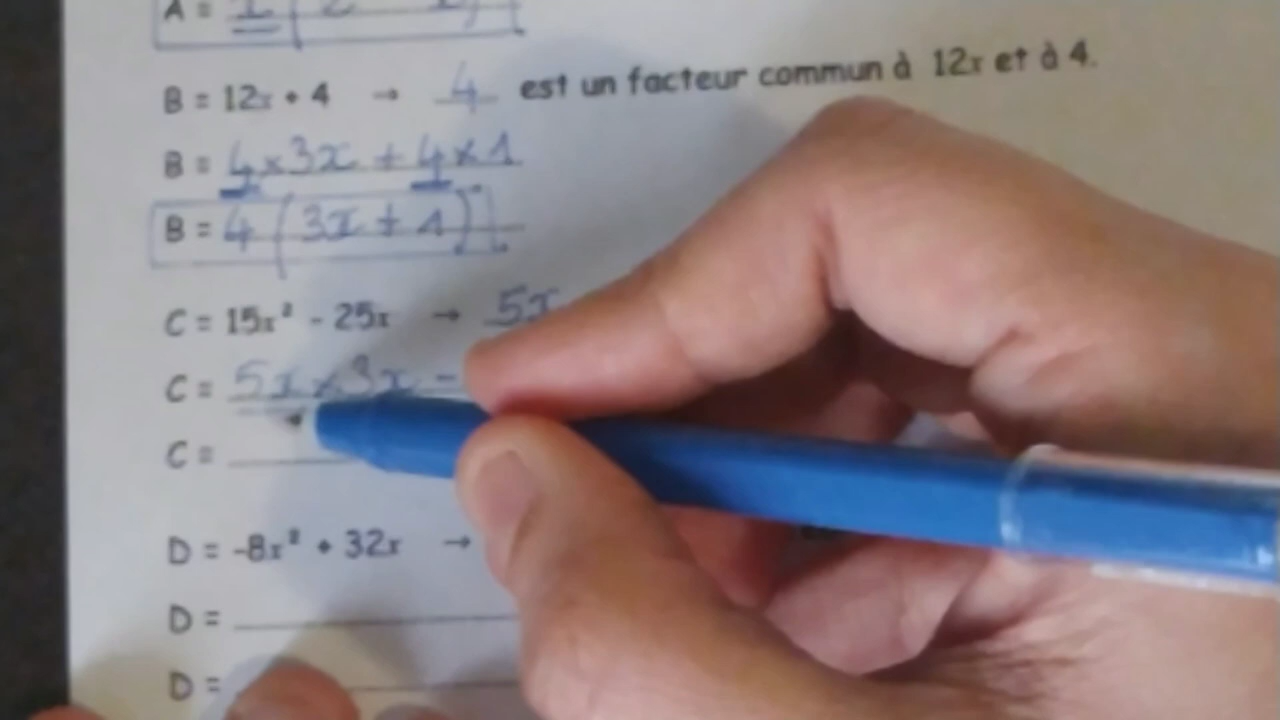 A =
B = 12x + 4 → 4 est un facteur commun à 12x et à 4.
B = 4×3x + 4×1
B = 4 (3x + 1)
C = 15x² - 25x → 5x
C = 5x×3x -
C =
D = -8x² + 32x →
D =
D =